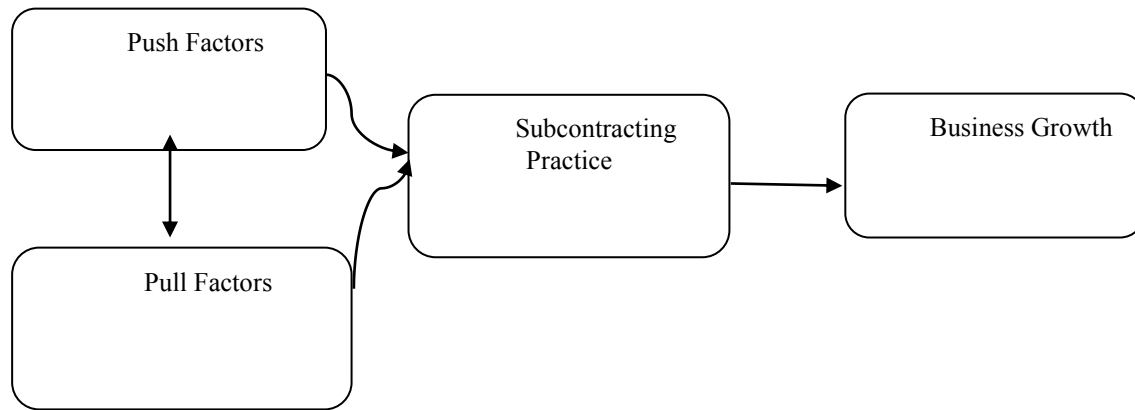 Push Factors
Subcontracting
Practice
Business Growth
Pull Factors